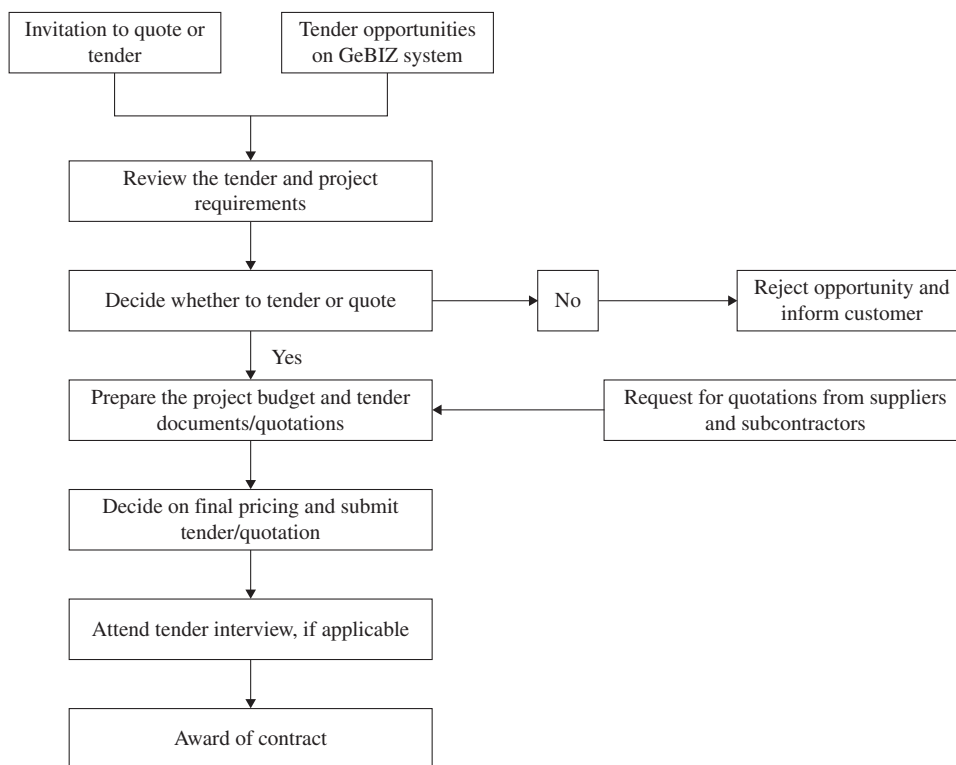 Invitation to quote or
tender
Tender opportunities
on GeBIZ system
Review the tender and project
requirements
Decide whether to tender or quote
No
Reject opportunity and
inform customer
Yes
Prepare the project budget and tender
documents/quotations
Request for quotations from suppliers
and subcontractors
Decide on final pricing and submit
tender/quotation
Attend tender interview, if applicable
Award of contract